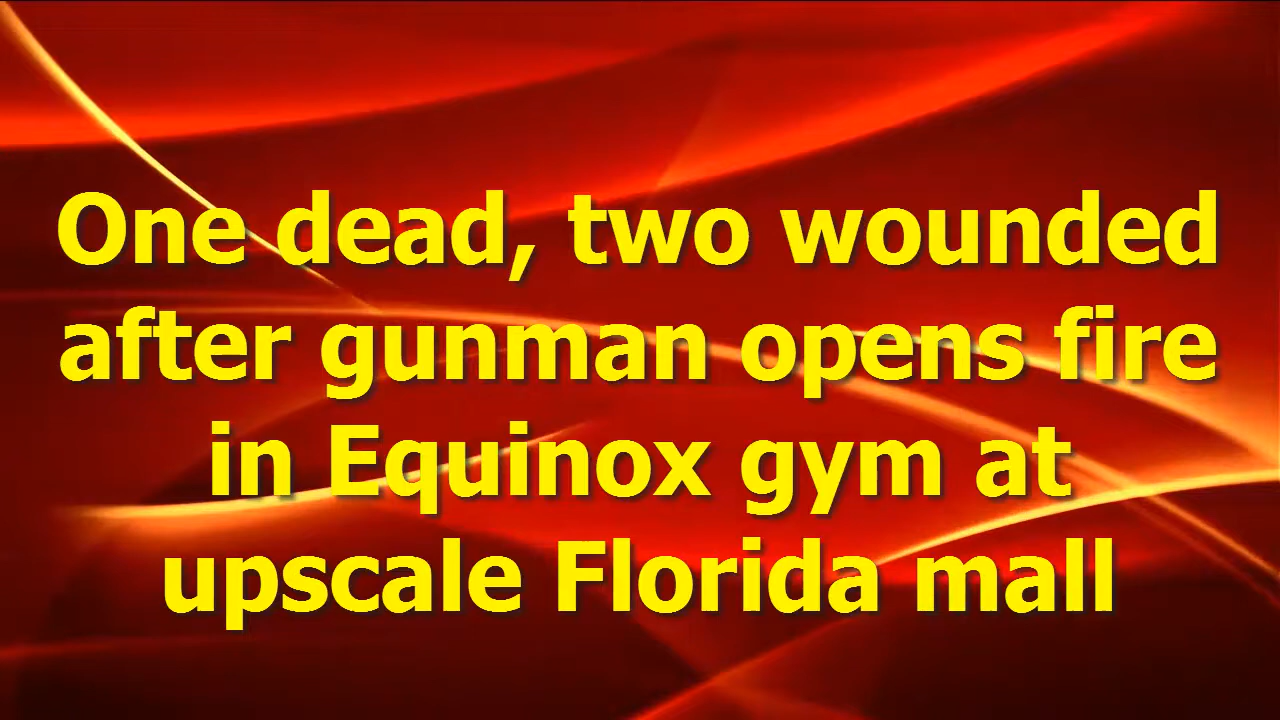 One dead, two wounded
after gunman opens fire
in Equinox gym at
upscale Florida mall